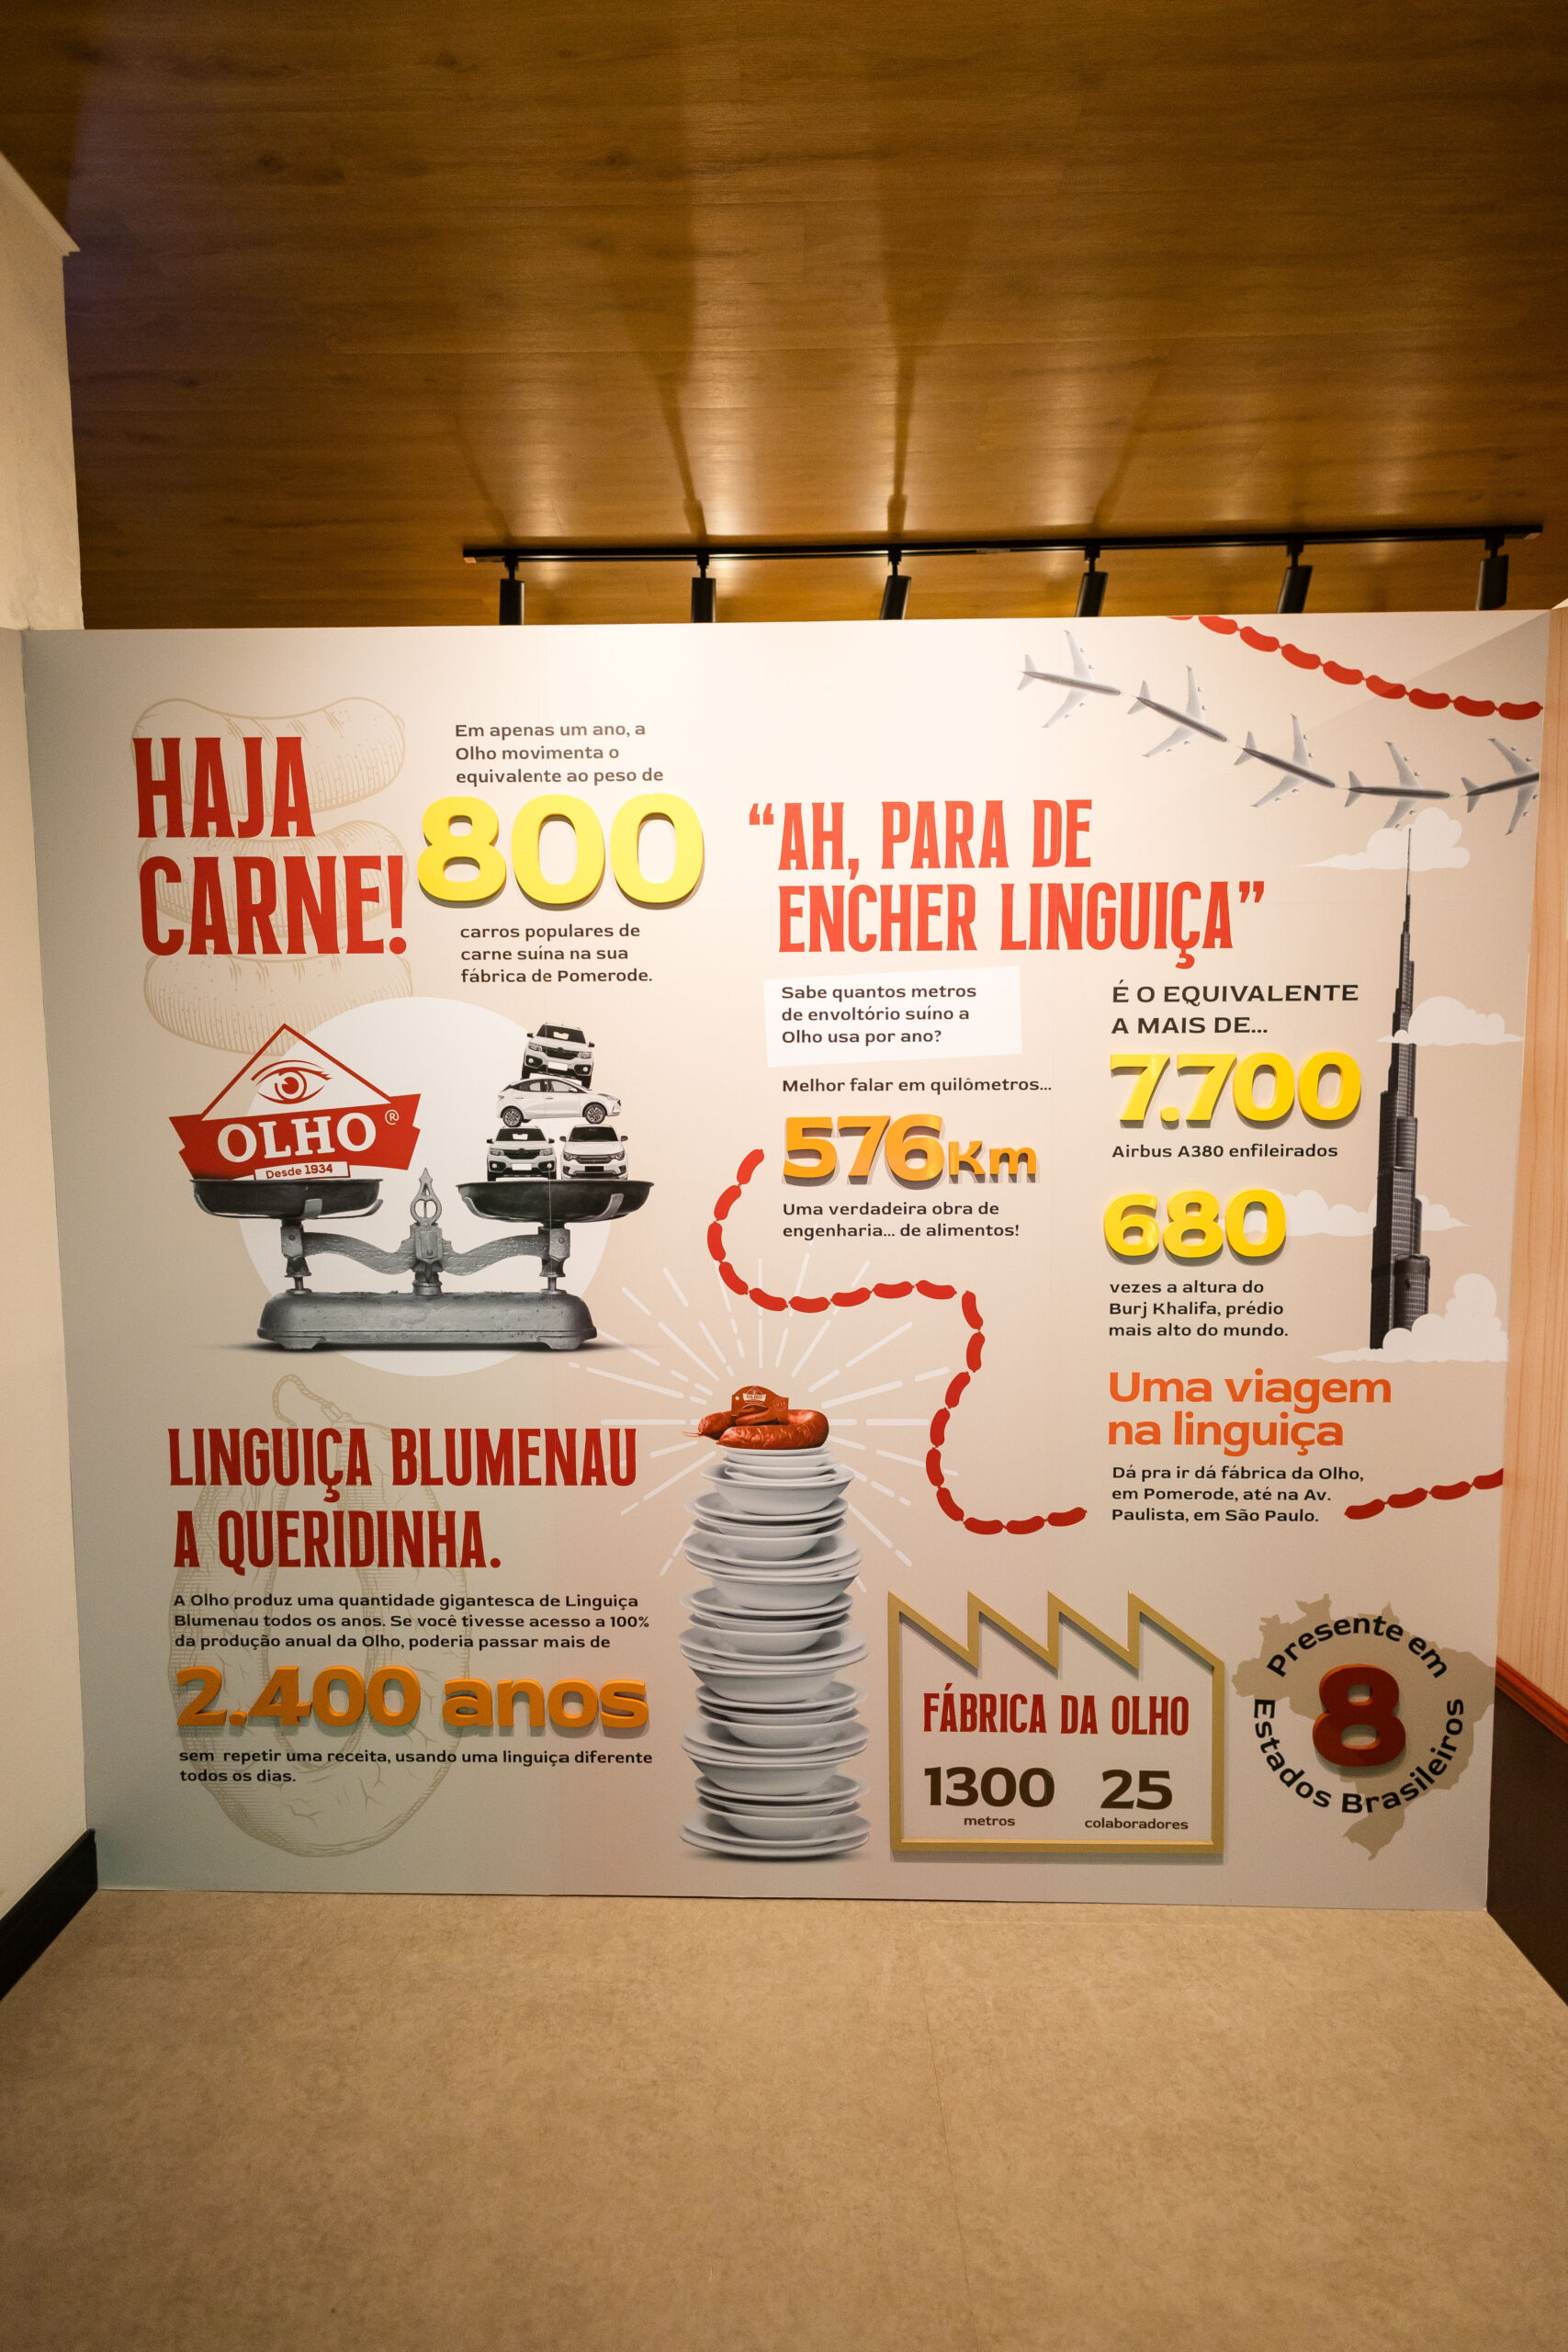 HAJA
CARNE!
Em apenas um ano, a
Olho movimenta o
equivalente ao peso de
800
carros populares de
carne suína na sua
fábrica de Pomerode.
OLHO®
Desde 1934
LINGUIÇA BLUMENAU
A QUERIDINHA.
A Olho produz uma quantidade gigantesca de Linguiça
Blumenau todos os anos. Se você tivesse acesso a 100%
da produção anual da Olho, poderia passar mais de
2.400 anos
sem repetir uma receita, usando uma linguiça diferente
todos os dias.
“AH, PARA DE
ENCHER LINGUIÇA”
Sabe quantos metros
de envoltório suíno a
Olho usa por ano?
Melhor falar em quilômetros...
576Km
Uma verdadeira obra de
engenharia... de alimentos!
É O EQUIVALENTE
A MAIS DE...
7.700
Airbus A380 enfileirados
680
vezes a altura do
Burj Khalifa, prédio
mais alto do mundo.
Uma viagem
na linguiça
Dá pra ir dá fábrica da Olho,
em Pomerode, até na Av.
Paulista, em São Paulo.
FÁBRICA DA OLHO
1300
metros
25
colaboradores
Presente em
8
Estados Brasileiros